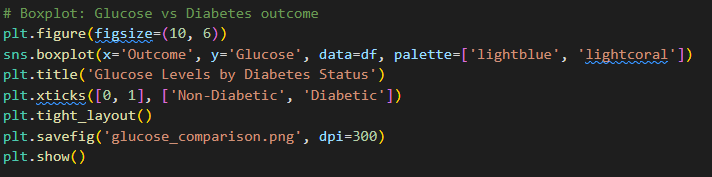 # Boxplot: Glucose vs Diabetes outcome
plt.figure(figsize=(10, 6))
sns.boxplot(x='Outcome', y='Glucose', data=df, palette=['lightblue', 'lightcoral'])
plt.title('Glucose Levels by Diabetes Status')
plt.xticks([0, 1], ['Non-Diabetic', 'Diabetic'])
plt.tight_layout()
plt.savefig('glucose_comparison.png', dpi=300)
plt.show()